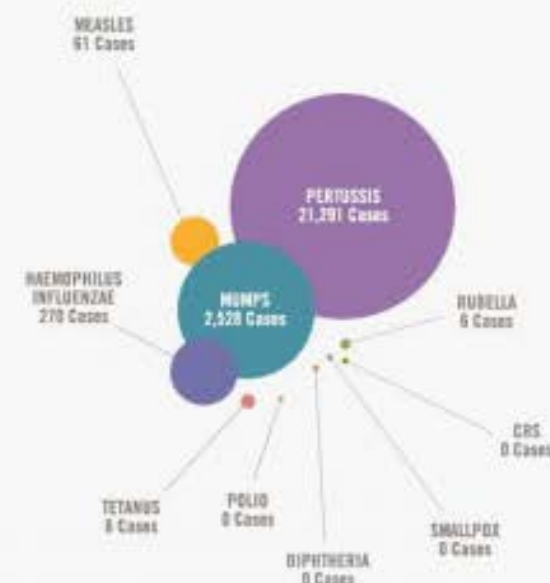 MEASLES
61 Cases
PERTUSSIS
21,291 Cases
HAEMOPHILUS
INFLUENZAE
270 Cases
MUMPS
2,528 Cases
RUBELLA
6 Cases
CRS
0 Cases
TETANUS
8 Cases
POLIO
0 Cases
SMALLPOX
0 Cases
DIPHTHERIA
0 Cases